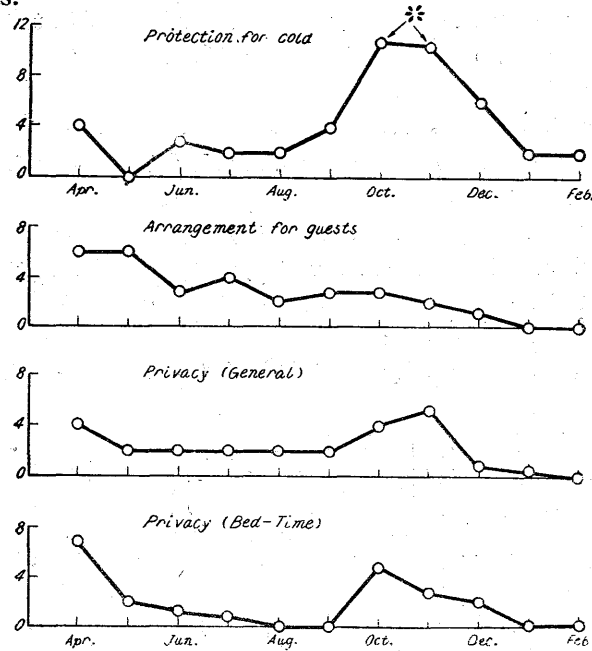 s.
12
Protection for cold
8
4
0
Apr. Jun. Aug. Oct. Dec. Feb.
8
Arrangement for guests
4
0
8
Privacy (General)
4
0
8
Privacy (Bed-Time)
4
0
Apr. Jun. Aug. Oct. Dec. Feb